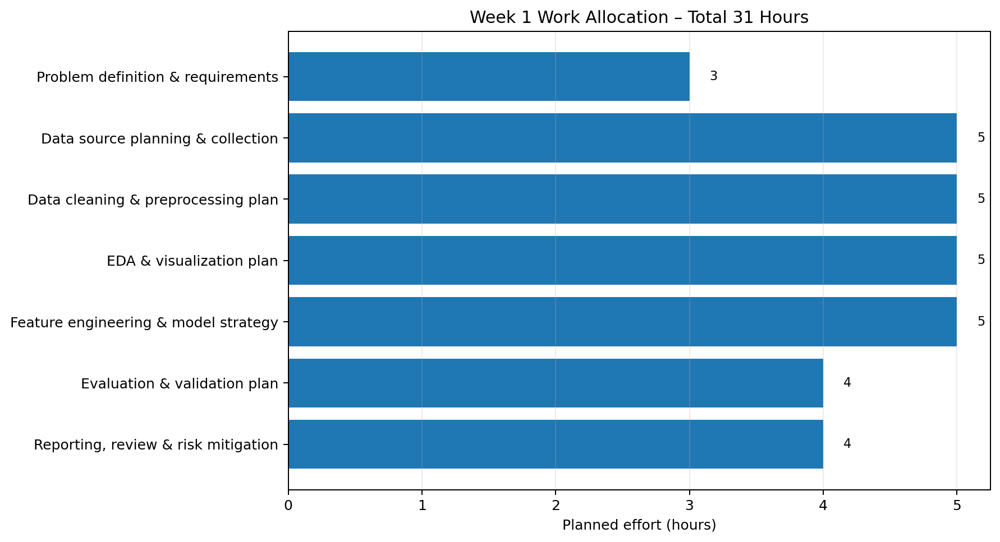 Week 1 Work Allocation – Total 31 Hours
Problem definition & requirements
3
Data source planning & collection
5
Data cleaning & preprocessing plan
5
EDA & visualization plan
5
Feature engineering & model strategy
5
Evaluation & validation plan
4
Reporting, review & risk mitigation
4
0 1 2 3 4 5
Planned effort (hours)